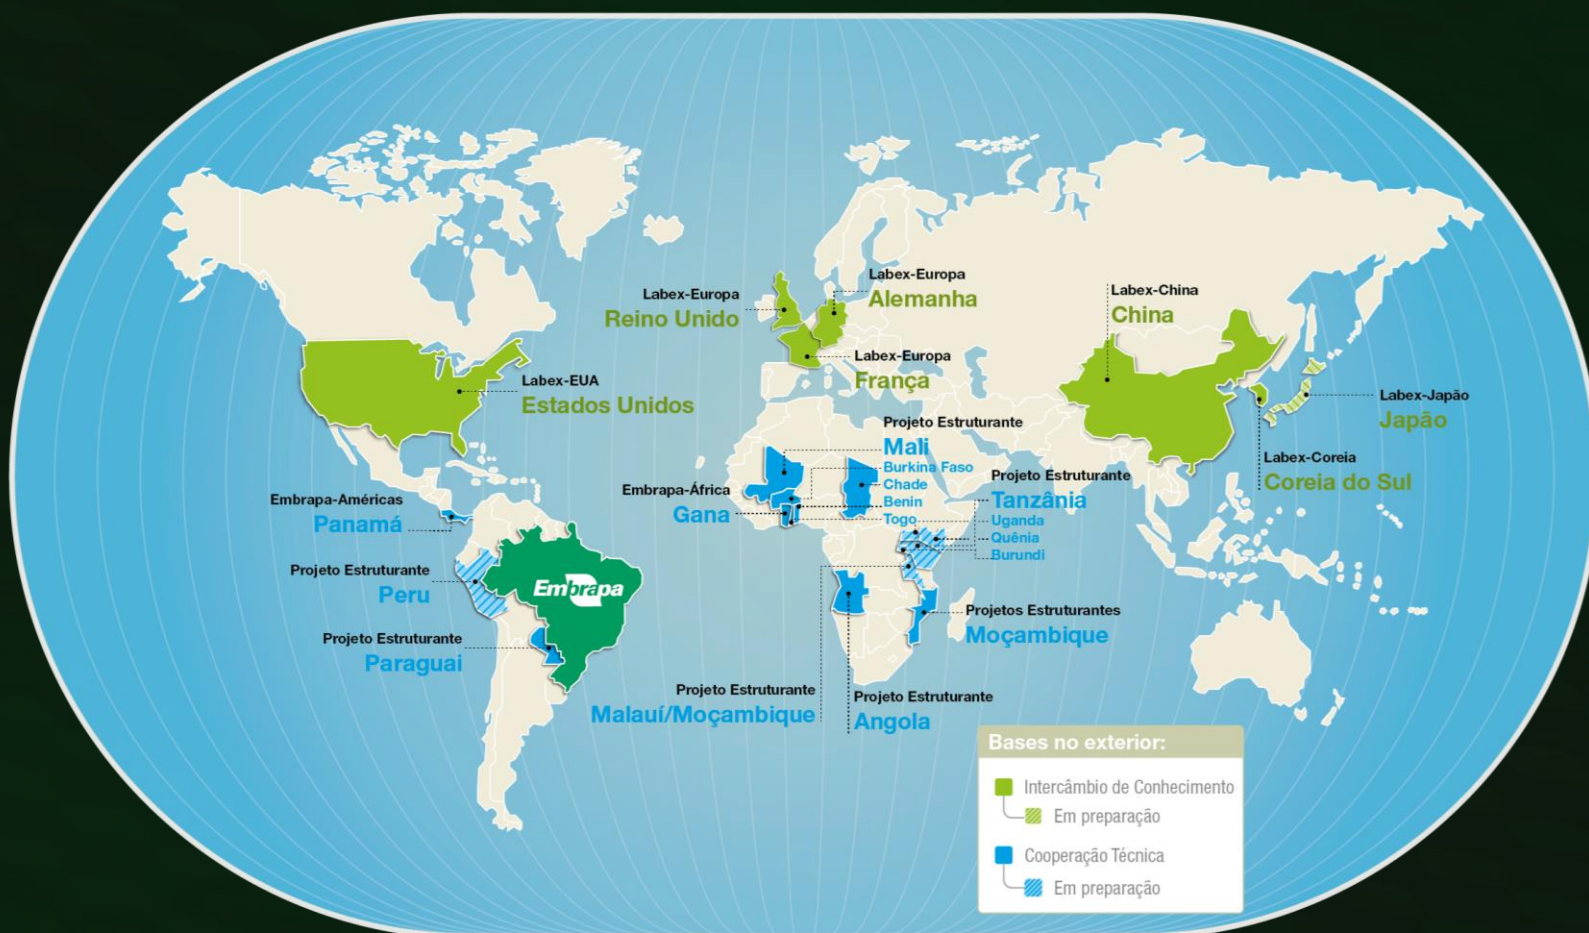 Labex-Europa
Alemanha
Labex-Europa
Reino Unido
Labex-China
China
Labex-Europa
França
Labex-EUA
Estados Unidos
Labex-Japão
Japão
Projeto Estruturante
Mali
Burkina Faso
Chade
Benin
Togo
Labex-Coreia
Coreia do Sul
Projeto Estruturante
Tanzânia
Uganda
Quênia
Burundi
Embrapa-África
Gana
Embrapa-Américas
Panamá
Projeto Estruturante
Peru
Embrapa
Projeto Estruturante
Paraguai
Projetos Estruturantes
Moçambique
Projeto Estruturante
Malauí/Moçambique
Projeto Estruturante
Angola
Bases no exterior:
Intercâmbio de Conhecimento
Em preparação
Cooperação Técnica
Em preparação